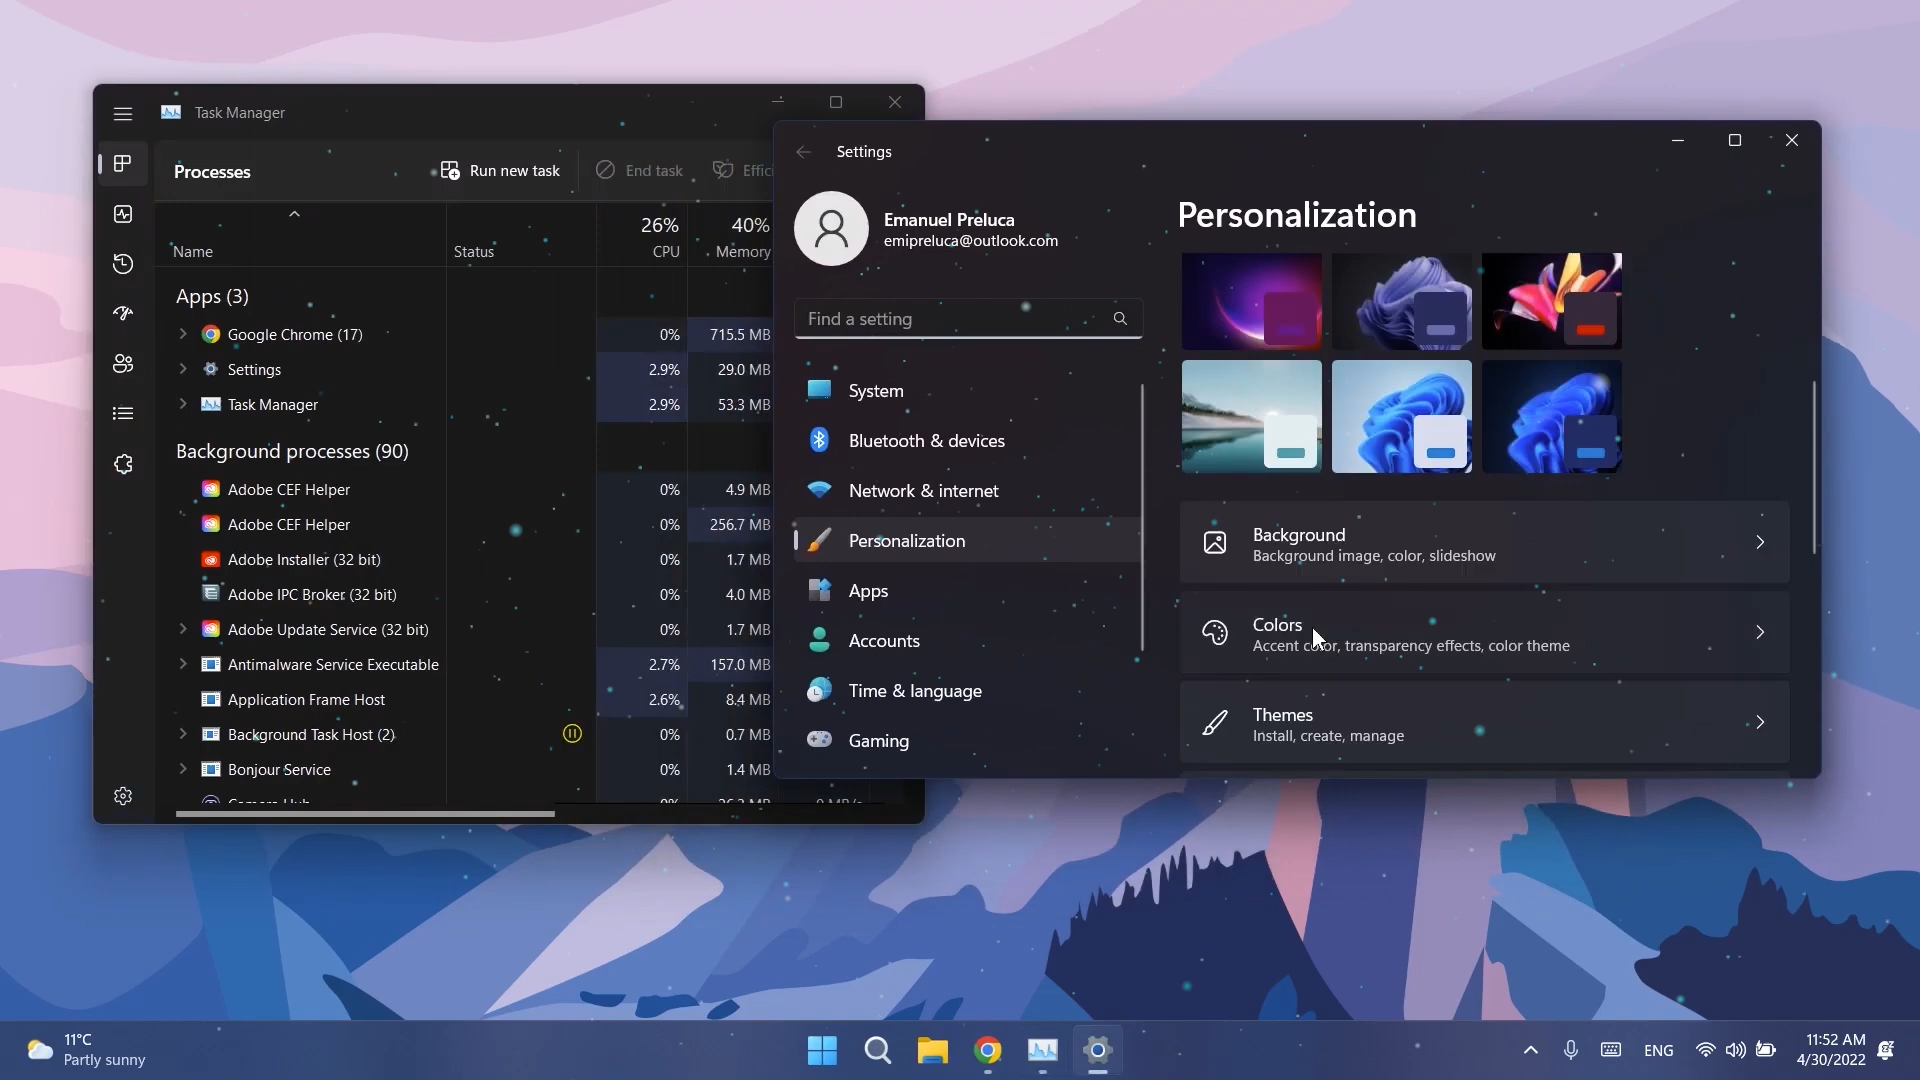 Task Manager
Processes
Run new task
End task
Effici
Name
Status
26%
CPU
40%
Memory
Apps (3)
Google Chrome (17)
0%
715.5 MB
Settings
2.9%
29.0 MB
Task Manager
2.9%
53.3 MB
Background processes (90)
Adobe CEF Helper
0%
4.9 MB
Adobe CEF Helper
0%
256.7 MB
Adobe Installer (32 bit)
0%
1.7 MB
Adobe IPC Broker (32 bit)
0%
4.0 MB
Adobe Update Service (32 bit)
0%
1.7 MB
Antimalware Service Executable
2.7%
157.0 MB
Application Frame Host
2.6%
8.4 MB
Background Task Host (2)
0%
0.7 MB
Bonjour Service
0%
1.4 MB
Settings
Emanuel Preluca
emipreluca@outlook.com
Find a setting
System
Bluetooth & devices
Network & internet
Personalization
Apps
Accounts
Time & language
Gaming
Personalization
Background
Background image, color, slideshow
Colors
Accent color, transparency effects, color theme
Themes
Install, create, manage
11°C
Partly sunny
ENG
11:52 AM
4/30/2022